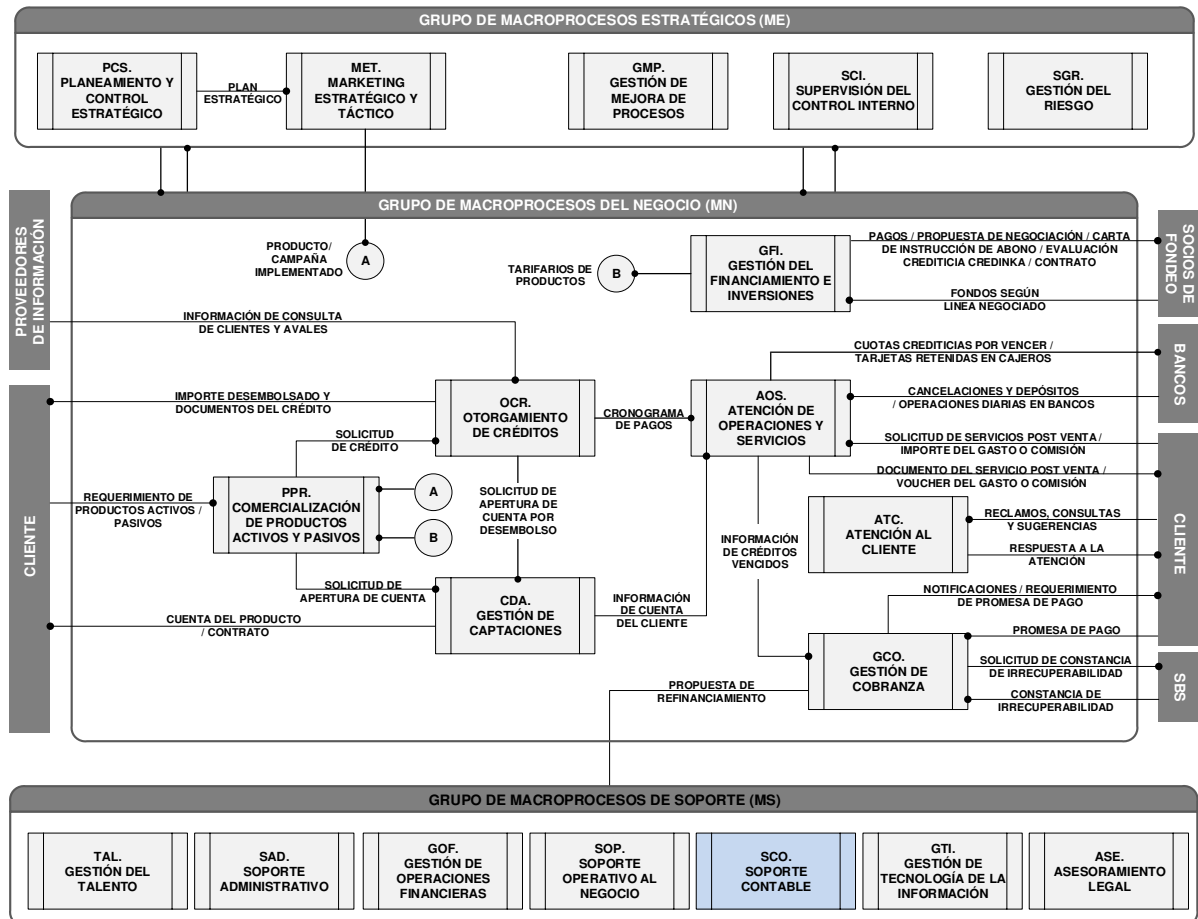 GRUPO DE MACROPROCESOS ESTRATÉGICOS (ME)
PCS.
PLANEAMIENTO Y
CONTROL
ESTRATÉGICO
PLAN
ESTRATÉGICO
MET.
MARKETING
ESTRATÉGICO Y
TÁCTICO
GMP.
GESTIÓN DE
MEJORA DE
PROCESOS
SCI.
SUPERVISIÓN DEL
CONTROL INTERNO
SGR.
GESTIÓN DEL
RIESGO
GRUPO DE MACROPROCESOS DEL NEGOCIO (MN)
PROVEEDORES
DE INFORMACIÓN
CLIENTE
PRODUCTO/
CAMPAÑA
IMPLEMENTADO
A
TARIFARIOS DE
PRODUCTOS
B
GFI.
GESTIÓN DEL
FINANCIAMIENTO E
INVERSIONES
PAGOS / PROPUESTA DE NEGOCIACIÓN / CARTA
DE INSTRUCCIÓN DE ABONO / EVALUACIÓN
CREDITICIA CREDINKA / CONTRATO
FONDOS SEGÚN
LINEA NEGOCIADO
SOCIOS DE
FONDEO
INFORMACIÓN DE CONSULTA
DE CLIENTES Y AVALES
CUOTAS CREDITICIAS POR VENCER /
TARJETAS RETENIDAS EN CAJEROS
BANCOS
IMPORTE DESEMBOLSADO Y
DOCUMENTOS DEL CRÉDITO
OCR.
OTORGAMIENTO
DE CRÉDITOS
CRONOGRAMA
DE PAGOS
AOS.
ATENCIÓN DE
OPERACIONES Y
SERVICIOS
CANCELACIONES Y DEPÓSITOS
/ OPERACIONES DIARIAS EN BANCOS
SOLICITUD
DE CRÉDITO
SOLICITUD DE SERVICIOS POST VENTA /
IMPORTE DEL GASTO O COMISIÓN
DOCUMENTO DEL SERVICIO POST VENTA /
VOUCHER DEL GASTO O COMISIÓN
REQUERIMIENTO DE
PRODUCTOS ACTIVOS /
PASIVOS
PPR.
COMERCIALIZACIÓN
DE PRODUCTOS
ACTIVOS Y PASIVOS
A
B
SOLICITUD DE
APERTURA DE
CUENTA POR
DESEMBOLSO
INFORMACIÓN
DE CRÉDITOS
VENCIDOS
ATC.
ATENCIÓN AL
CLIENTE
RECLAMOS, CONSULTAS
Y SUGERENCIAS
RESPUESTA A LA
ATENCIÓN
CLIENTE
SOLICITUD DE
APERTURA DE CUENTA
CDA.
GESTIÓN DE
CAPTACIONES
INFORMACIÓN
DE CUENTA
DEL CLIENTE
NOTIFICACIONES / REQUERIMIENTO
DE PROMESA DE PAGO
CUENTA DEL PRODUCTO
/ CONTRATO
PROMESA DE PAGO
GCO.
GESTIÓN DE
COBRANZA
SOLICITUD DE CONSTANCIA
DE IRRECUPERABILIDAD
CONSTANCIA DE
IRRECUPERABILIDAD
SBS
PROPUESTA DE
REFINANCIAMIENTO
GRUPO DE MACROPROCESOS DE SOPORTE (MS)
TAL.
GESTIÓN DEL
TALENTO
SAD.
SOPORTE
ADMINISTRATIVO
GOF.
GESTIÓN DE
OPERACIONES
FINANCIERAS
SOP.
SOPORTE
OPERATIVO AL
NEGOCIO
SCO.
SOPORTE
CONTABLE
GTI.
GESTIÓN DE
TECNOLOGÍA DE LA
INFORMACIÓN
ASE.
ASESORAMIENTO
LEGAL